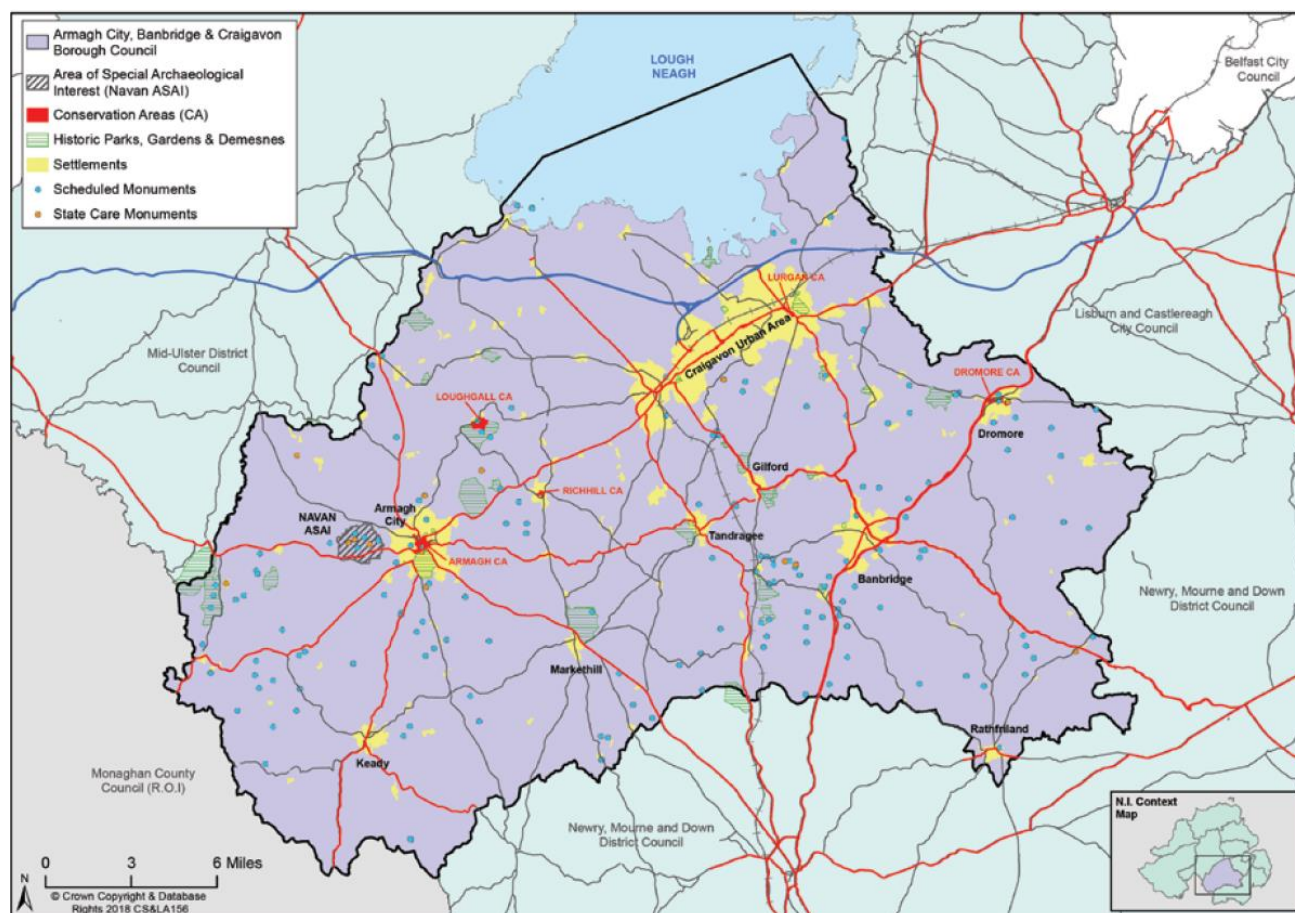 Armagh City, Banbridge & Craigavon
Borough Council
Area of Special Archaeological
Interest (Navan ASAI)
Conservation Areas (CA)
Historic Parks, Gardens & Demesnes
Settlements
Scheduled Monuments
State Care Monuments
LOUGH
NEAGH
Belfast City
Council
LURGAN CA
Lisburn and Castlereagh
City Council
Mid-Ulster District
Council
Craigavon Urban Area
DROMORE CA
LOUGHGALL CA
Dromore
Gilford
RICHHILL CA
Armagh
City
NAVAN
ASAI
Tandragee
ARMAGH CA
Banbridge
Newry, Mourne and Down
District Council
Markethill
Rathfriland
Keady
Monaghan County
Council (R.O.I)
Newry, Mourne and Down
District Council
N.I. Context
Map
0 3 6 Miles
N
© Crown Copyright & Database
Rights 2018 CS&LA156